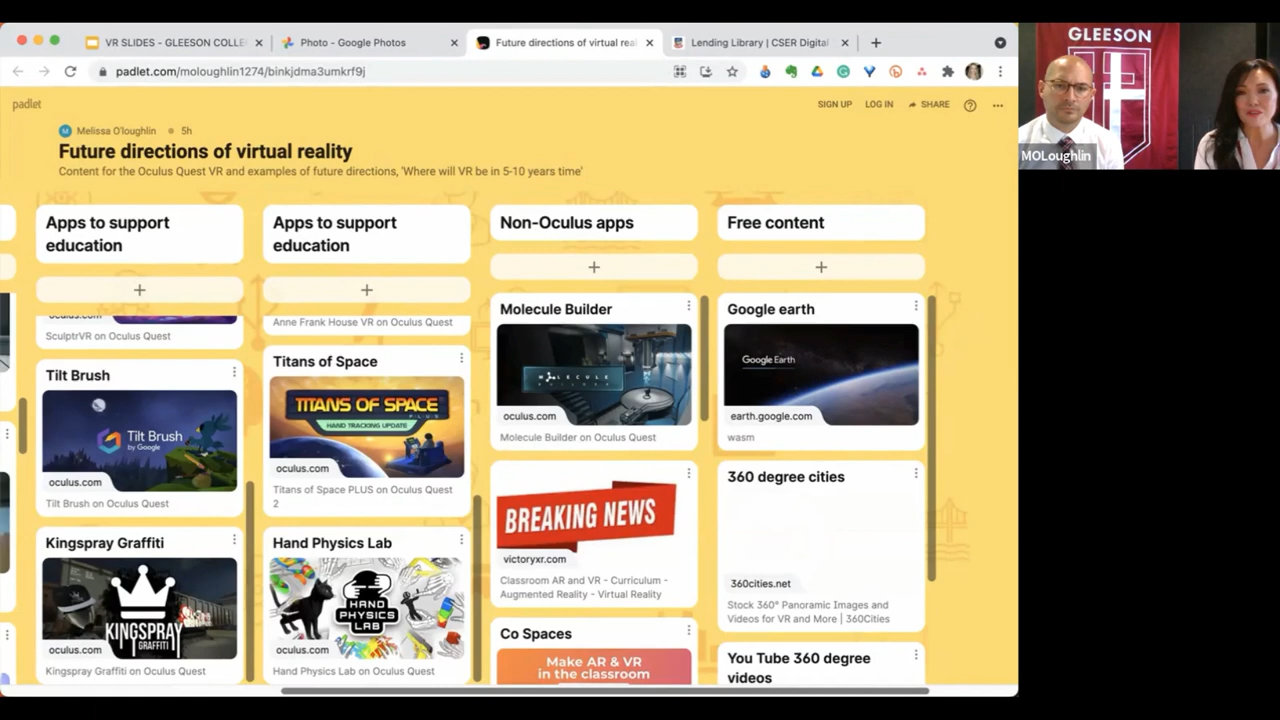 VR SLIDES - GLEESON COLLE
Photo - Google Photos
Future directions of virtual rea
Lending Library | CSER Digital
padlet.com/moloughlin1274/binkjdma3umkrf9j
padlet
SIGN UP
LOG IN
SHARE
M
Melissa O'loughlin
5h
Future directions of virtual reality
Content for the Oculus Quest VR and examples of future directions, 'Where will VR be in 5-10 years time'
Apps to support
education
SculptrVR on Oculus Quest
Tilt Brush
Tilt Brush
by Google
oculus.com
Tilt Brush on Oculus Quest
Kingspray Graffiti
KINGSPRAY
GRAFFITI
oculus.com
Kingspray Graffiti on Oculus Quest
Apps to support
education
Anne Frank House VR on Oculus Quest
Titans of Space
TITANS OF SPACE
PLUS
HAND TRACKING UPDATE
oculus.com
Titans of Space PLUS on Oculus Quest
2
Hand Physics Lab
HAND
PHYSICS
LAB
oculus.com
Hand Physics Lab on Oculus Quest
Non-Oculus apps
Molecule Builder
MOLECULE
BUILDER
oculus.com
Molecule Builder on Oculus Quest
BREAKING NEWS
victoryxr.com
Classroom AR and VR - Curriculum -
Augmented Reality - Virtual Reality
Co Spaces
Make AR & VR
in the classroom
Free content
Google earth
Google Earth
earth.google.com
wasm
360 degree cities
360cities.net
Stock 360° Panoramic Images and
Videos for VR and More | 360Cities
You Tube 360 degree
videos
GLEESON
MOLoughlin